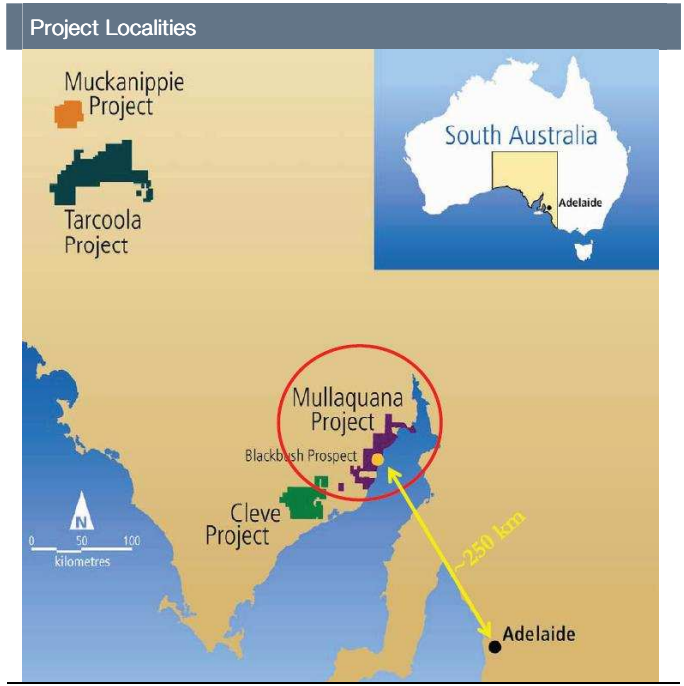 Project Localities
Muckanippie
Project
Tarcoola
Project
South Australia
Adelaide
Mullaquana
Project
Blackbush Prospect
Cleve
Project
N
0 50 100
kilometres
~250 km
Adelaide